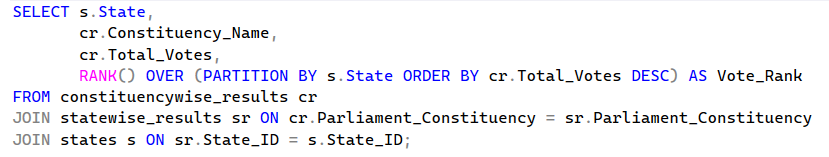 SELECT s.State,
cr.Constituency_Name,
cr.Total_Votes,
RANK() OVER (PARTITION BY s.State ORDER BY cr.Total_Votes DESC) AS Vote_Rank
FROM constituencywise_results cr
JOIN statewise_results sr ON cr.Parliament_Constituency = sr.Parliament_Constituency
JOIN states s ON sr.State_ID = s.State_ID;